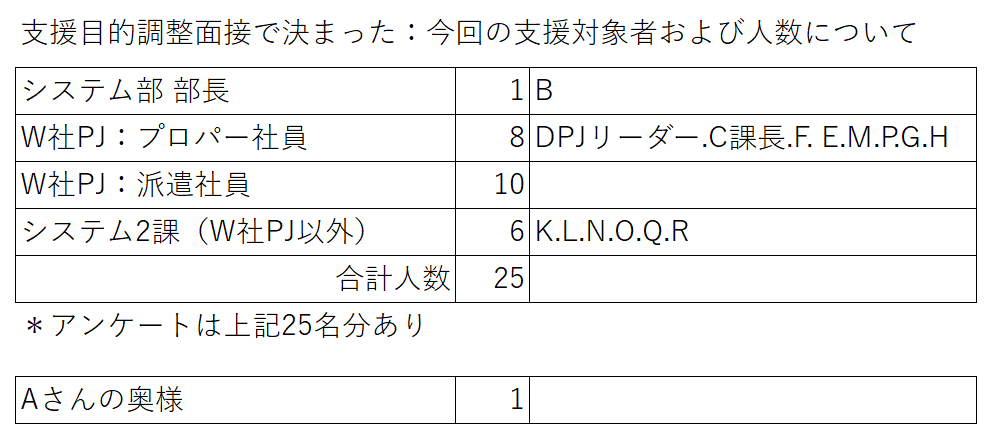 支援目的調整面接で決まった：今回の支援対象者および人数について
システム部 部長 1 B
W社PJ：プロパー社員 8 DPJリーダー.C課長.F. E.M.P.G.H
W社PJ：派遣社員 10
システム2課（W社PJ以外） 6 K.L.N.O.Q.R
合計人数 25
＊アンケートは上記25名分あり
Aさんの奥様 1